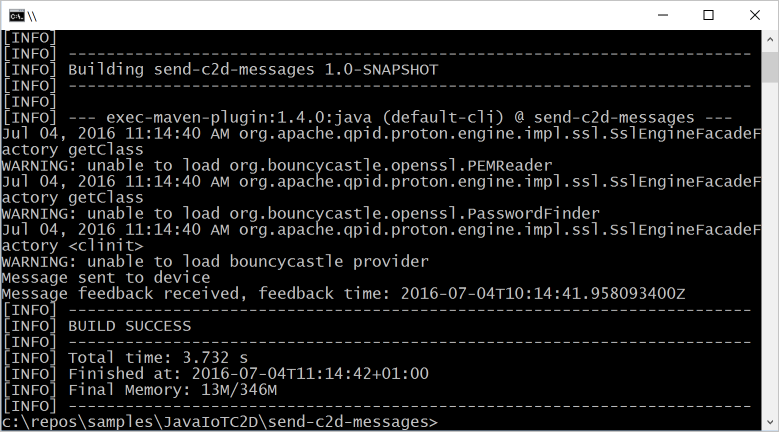 \\
[INFO]
[INFO] ------------------------------------------------------------------------
[INFO] Building send-c2d-messages 1.0-SNAPSHOT
[INFO] ------------------------------------------------------------------------
[INFO]
[INFO] --- exec-maven-plugin:1.4.0:java (default-cli) @ send-c2d-messages ---
Jul 04, 2016 11:14:40 AM org.apache.qpid.proton.engine.impl.ssl.SslEngineFacadeF
actory getClass
WARNING: unable to load org.bouncycastle.openssl.PEMReader
Jul 04, 2016 11:14:40 AM org.apache.qpid.proton.engine.impl.ssl.SslEngineFacadeF
actory getClass
WARNING: unable to load org.bouncycastle.openssl.PasswordFinder
Jul 04, 2016 11:14:40 AM org.apache.qpid.proton.engine.impl.ssl.SslEngineFacadeF
actory <clinit>
WARNING: unable to load bouncycastle provider
Message sent to device
Message feedback received, feedback time: 2016-07-04T10:14:41.958093400Z
[INFO] ------------------------------------------------------------------------
[INFO] BUILD SUCCESS
[INFO] ------------------------------------------------------------------------
[INFO] Total time: 3.732 s
[INFO] Finished at: 2016-07-04T11:14:42+01:00
[INFO] Final Memory: 13M/346M
[INFO] ------------------------------------------------------------------------
c:\repos\samples\JavaIoTC2D\send-c2d-messages>